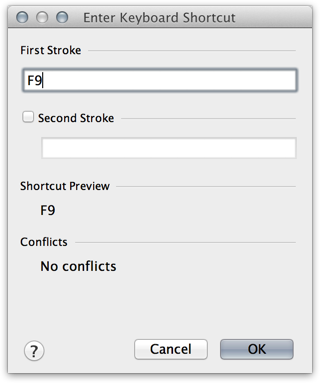 Enter Keyboard Shortcut
First Stroke
F9
Second Stroke
Shortcut Preview
F9
Conflicts
No conflicts
? Cancel OK